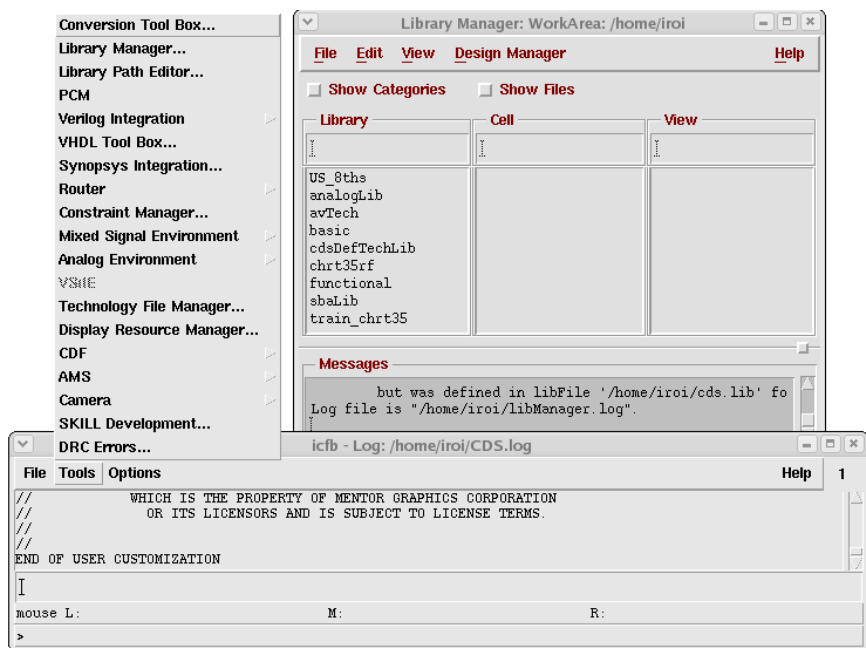 Conversion Tool Box...
Library Manager...
Library Path Editor...
PCM
Verilog Integration
VHDL Tool Box...
Synopsys Integration...
Router
Constraint Manager...
Mixed Signal Environment
Analog Environment
Technology File Manager...
Display Resource Manager...
CDF
AMS
Camera
SKILL Development...
DRC Errors...
Library Manager: WorkArea: /home/iroi
File Edit View Design Manager Help
Show Categories Show Files
Library Cell View
US_8ths
analogLib
avTech
basic
cdsDefTechLib
chrt35rf
functional
sbaLib
train_chrt35
Messages
but was defined in libFile '/home/iroi/cds.lib' fo
Log file is "/home/iroi/libManager.log".
icfb - Log: /home/iroi/CDS.log
File Tools Options Help 1
// WHICH IS THE PROPERTY OF MENTOR GRAPHICS CORPORATION
// OR ITS LICENSORS AND IS SUBJECT TO LICENSE TERMS.
//
//
END OF USER CUSTOMIZATION
mouse L: M: R:
>